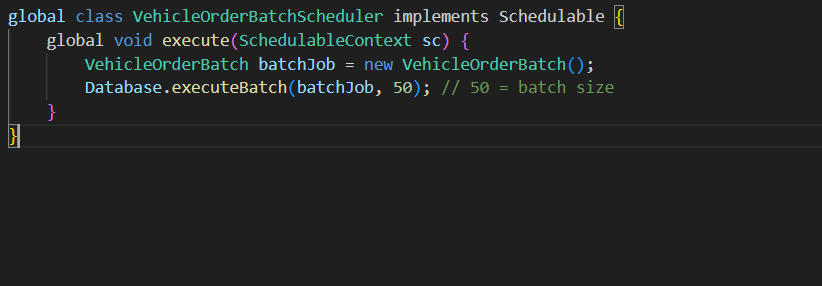 global class VehicleOrderBatchScheduler implements Schedulable {
    global void execute(SchedulableContext sc) {
        VehicleOrderBatch batchJob = new VehicleOrderBatch();
        Database.executeBatch(batchJob, 50); // 50 = batch size
    }
}